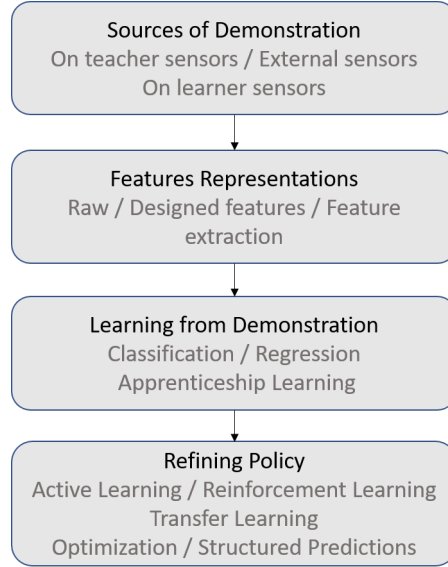 Sources of Demonstration
On teacher sensors / External sensors
On learner sensors
Features Representations
Raw / Designed features / Feature
extraction
Learning from Demonstration
Classification / Regression
Apprenticeship Learning
Refining Policy
Active Learning / Reinforcement Learning
Transfer Learning
Optimization / Structured Predictions